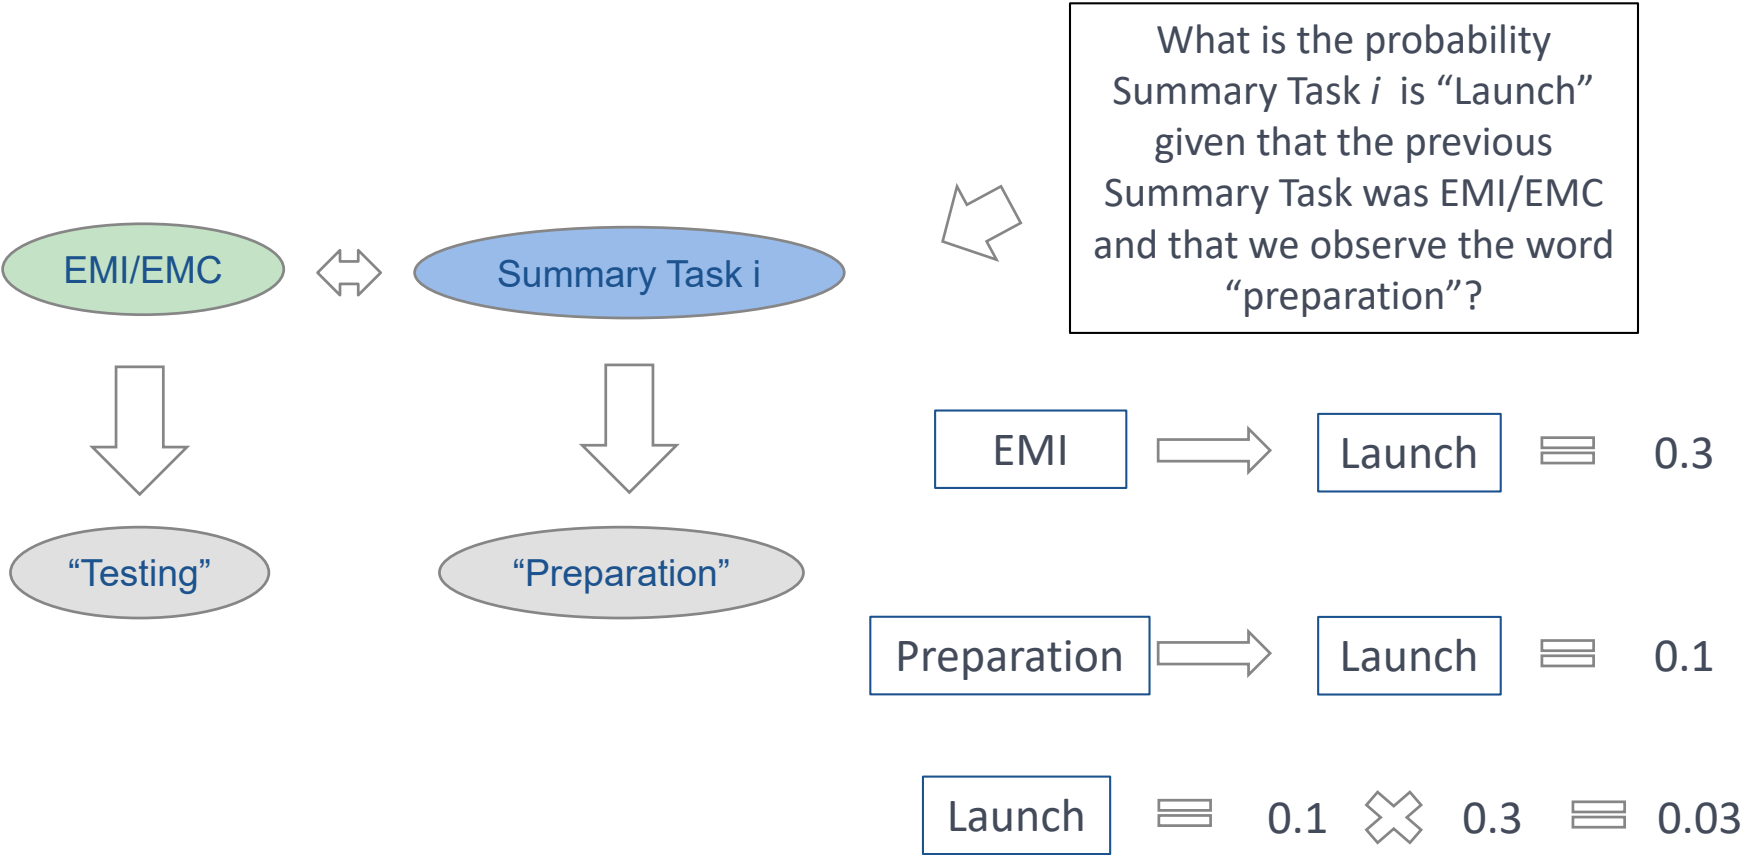 What is the probability
Summary Task i is “Launch”
given that the previous
Summary Task was EMI/EMC
and that we observe the word
“preparation”?
EMI/EMC
Summary Task i
“Testing”
“Preparation”
EMI Launch 0.3
Preparation Launch 0.1
Launch 0.1 0.3 0.03